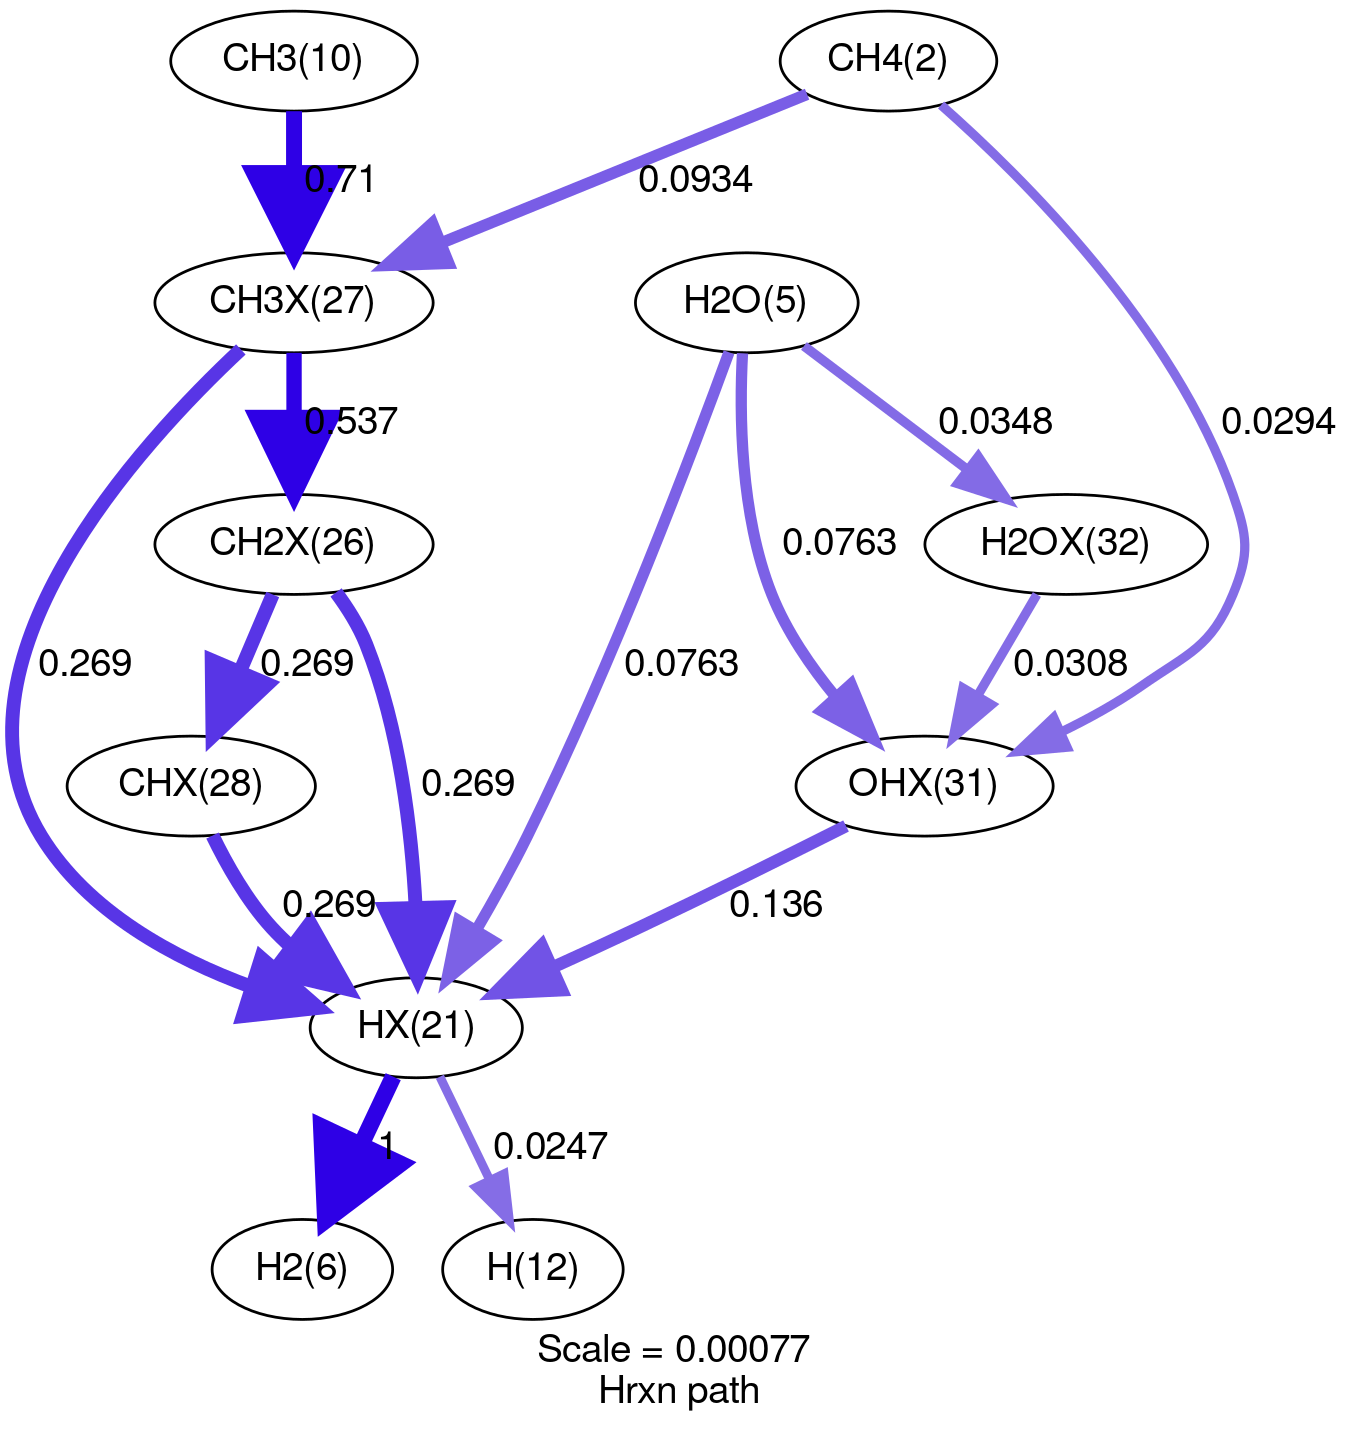 CH3(10)
CH4(2)
0.71
0.0934
CH3X(27)
H2O(5)
0.537
0.0348
0.0294
CH2X(26)
0.0763
H2OX(32)
0.269
0.269
0.0763
0.0308
CHX(28)
0.269
OHX(31)
0.269
0.136
HX(21)
1
0.0247
H2(6)
H(12)
Scale = 0.00077
Hrxn path